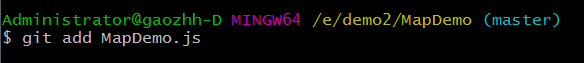 Administrator@gaozhh-D MINGW64 /e/demo2/MapDemo (master)
$ git add MapDemo.js